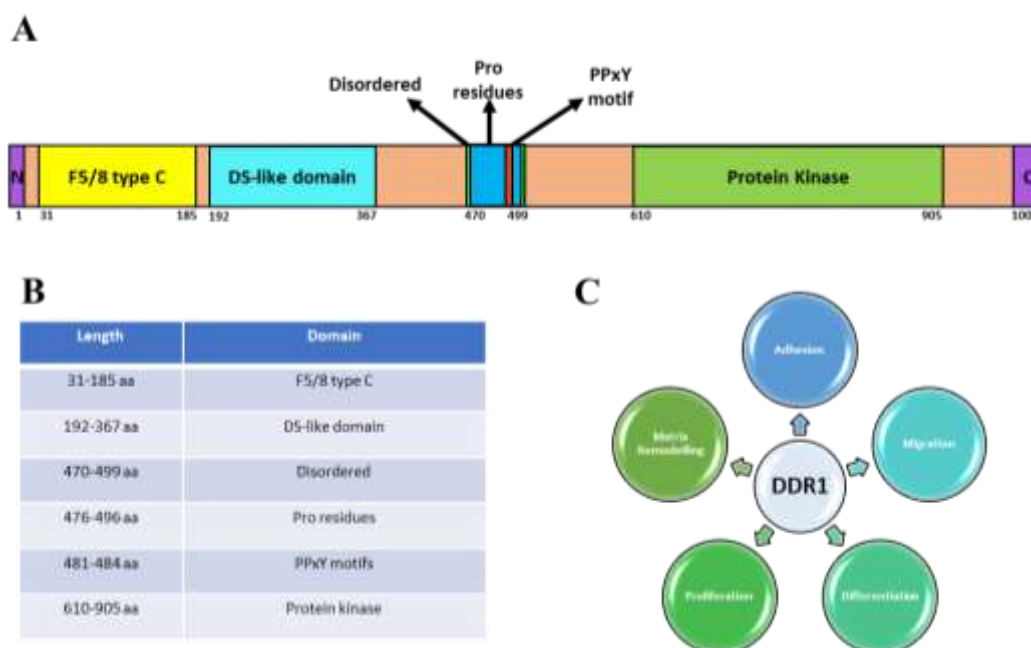 A
Disordered
Pro
residues
PPxY
motif
N
F5/8 type C
DS-like domain
Protein Kinase
1 31 185 192 367 470 499 610 905 100
B
Length Domain
31-185 aa F5/8 type C
192-367 aa DS-like domain
470-499 aa Disordered
476-496 aa Pro residues
481-484 aa PPxY motifs
610-905 aa Protein kinase
C
Adhesion
Matrix
Remodelling
Migration
DDR1
Proliferation
Differentiation